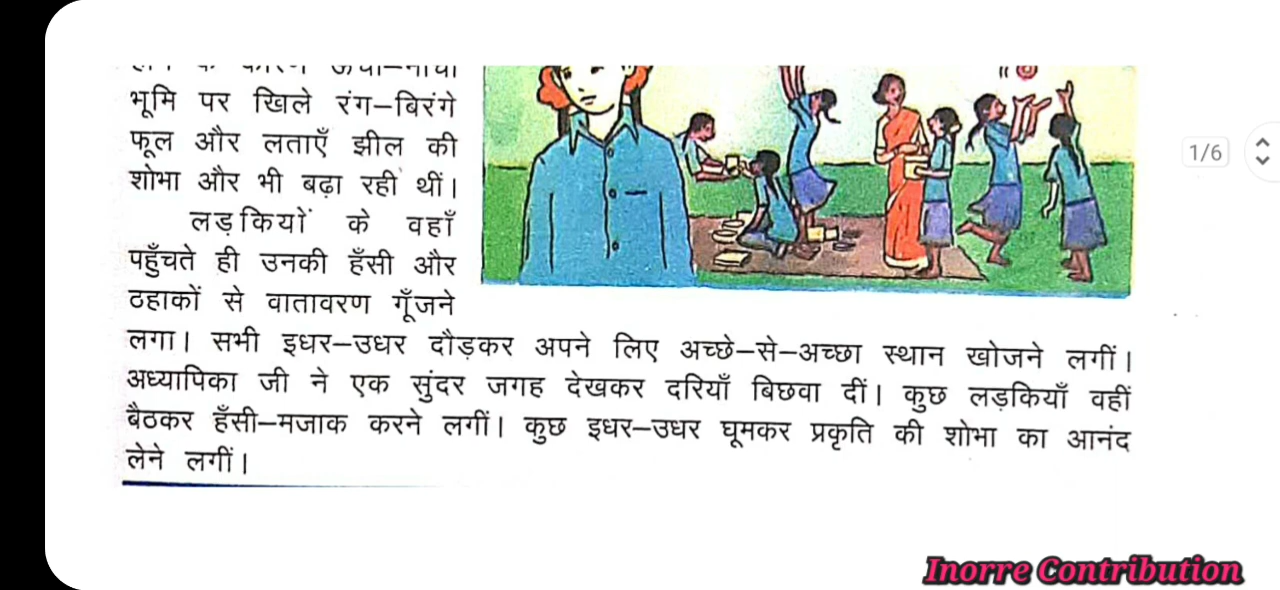 भूमि पर खिले रंग–बिरंगे
फूल और लताएँ झील की
शोभा और भी बढ़ा रही थीं।
लड़कियों के वहाँ
पहुँचते ही उनकी हँसी और
ठहाकों से वातावरण गूँजने
लगा। सभी इधर–उधर दौड़कर अपने लिए अच्छे–से–अच्छा स्थान खोजने लगीं।
अध्यापिका जी ने एक सुंदर जगह देखकर दरियाँ बिछवा दीं। कुछ लड़कियाँ वहीं
बैठकर हँसी–मजाक करने लगीं। कुछ इधर–उधर घूमकर प्रकृति की शोभा का आनंद
लेने लगीं।
1/6
Inorre Contribution